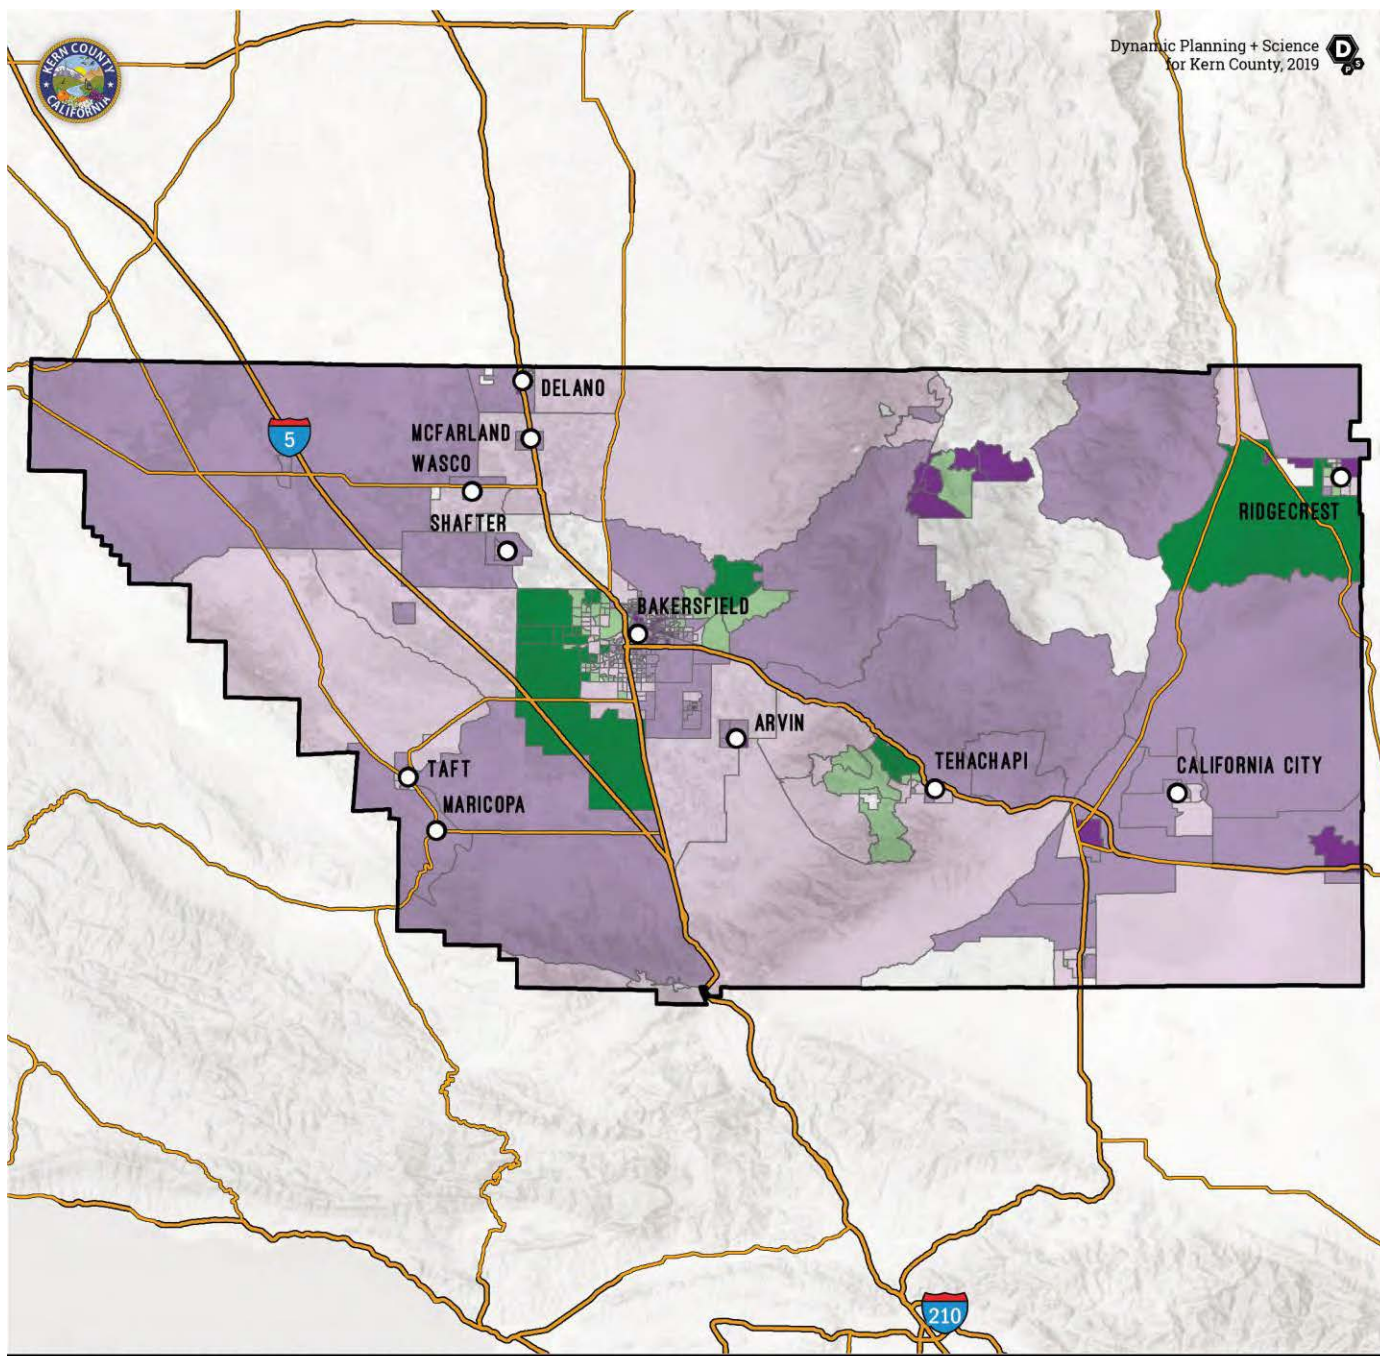 KERN COUNTY
CALIFORNIA
Dynamic Planning + Science
for Kern County, 2019
D
P S
DELANO
5
MCFARLAND
WASCO
SHAFTER
RIDGECREST
BAKERSFIELD
ARVIN
TEHACHAPI
CALIFORNIA CITY
TAFT
MARICOPA
210